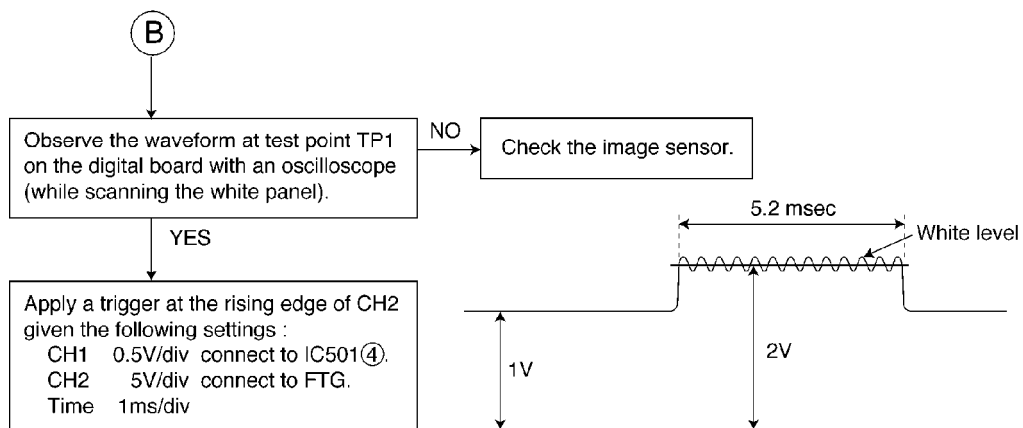 B
Observe the waveform at test point TP1
on the digital board with an oscilloscope
(while scanning the white panel).
NO
Check the image sensor.
YES
Apply a trigger at the rising edge of CH2
given the following settings :
CH1 0.5V/div connect to IC501④.
CH2 5V/div connect to FTG.
Time 1ms/div
5.2 msec
White level
1V
2V